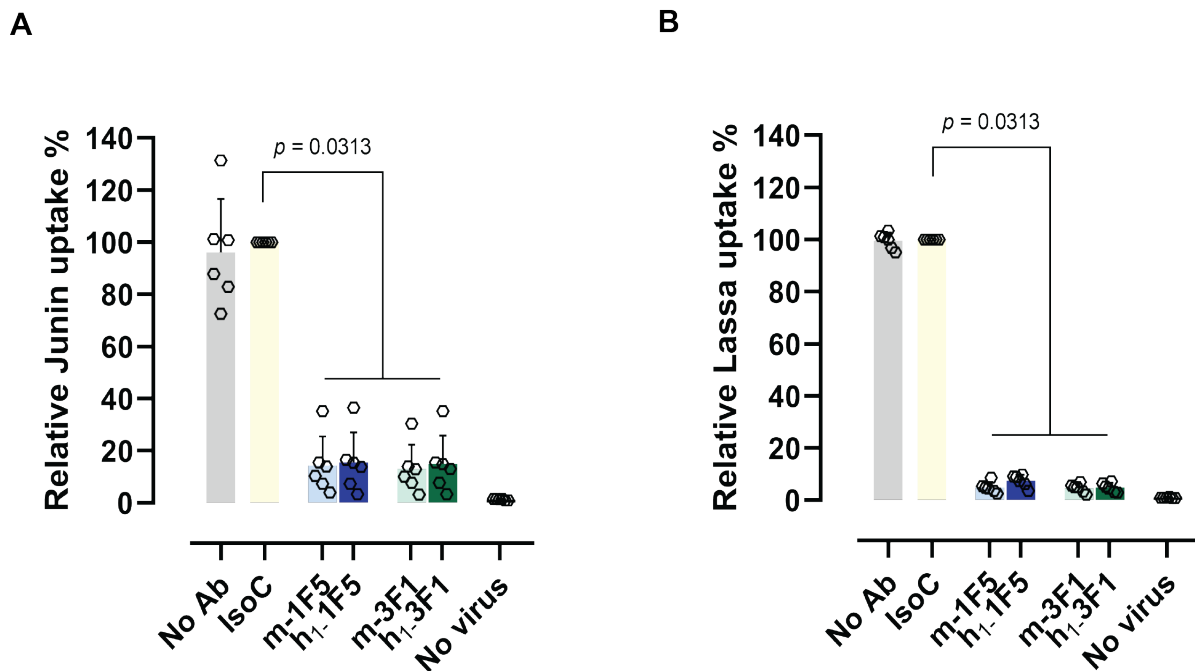 A
Relative Junin uptake %
140
120
100
80
60
40
20
0
p = 0.0313
No Ab
IsoC
m-1F5
h₁-1F5
m-3F1
h₁-3F1
No virus
B
Relative Lassa uptake %
140
120
100
80
60
40
20
0
p = 0.0313
No Ab
IsoC
m-1F5
h₁-1F5
m-3F1
h₁-3F1
No virus